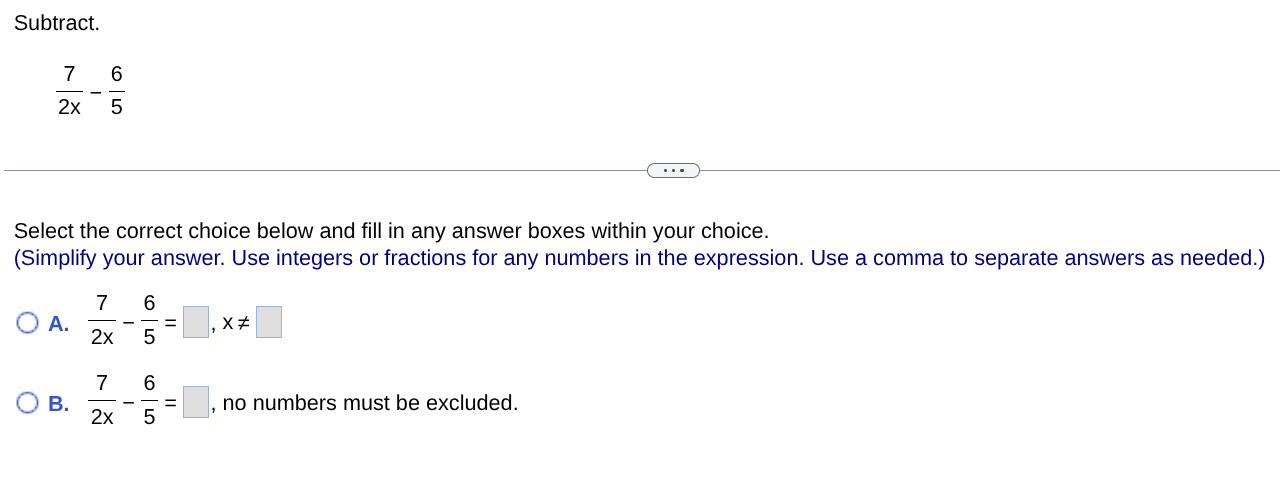 Subtract.
7/2x − 6/5
Select the correct choice below and fill in any answer boxes within your choice.
(Simplify your answer. Use integers or fractions for any numbers in the expression. Use a comma to separate answers as needed.)
A. 7/2x − 6/5 = , x ≠
B. 7/2x − 6/5 = , no numbers must be excluded.